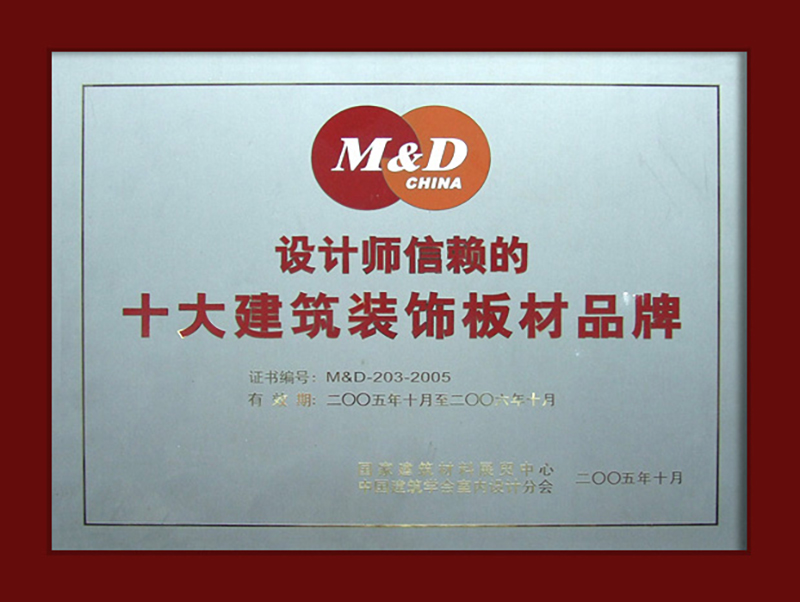 M&D
CHINA
设计师信赖的
十大建筑装饰板材品牌
证书编号：M&D-203-2005
有效期：二〇〇五年十月至二〇〇六年十月
国家建筑材料展贸中心
中国建筑学会室内设计分会
二〇〇五年十月